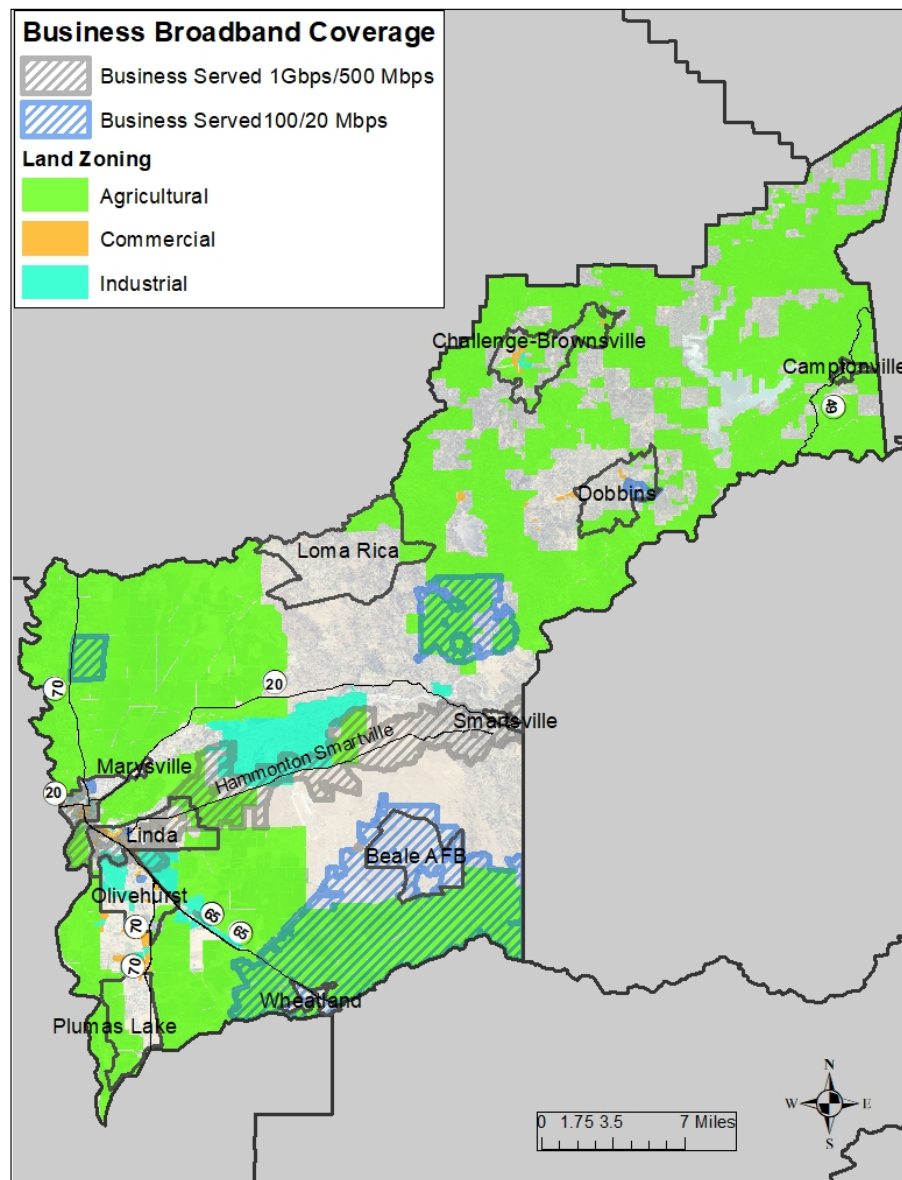 Business Broadband Coverage
Business Served 1Gbps/500 Mbps
Business Served100/20 Mbps
Land Zoning
Agricultural
Commercial
Industrial
Challenge-Brownsville
Camptonville
49
Dobbins
Loma Rica
20
70
Smartsville
Hammonton Smartville
Marysville
20
Linda
Beale AFB
Olivehurst
65
65
70
70
Wheatland
Plumas Lake
N
W
E
S
0 1.75 3.5 7 Miles